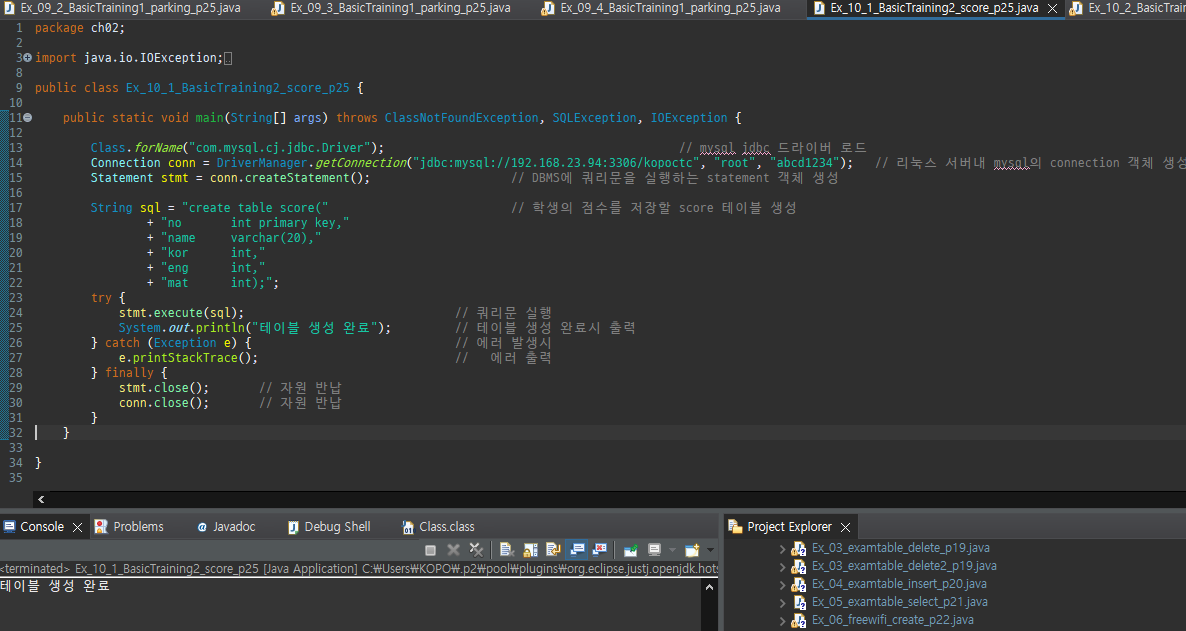 Ex_09_2_BasicTraining1_parking_p25.java Ex_09_3_BasicTraining1_parking_p25.java Ex_09_4_BasicTraining1_parking_p25.java Ex_10_1_BasicTraining2_score_p25.java Ex_10_2_BasicTrain
1 package ch02;
2
3 import java.io.IOException;
8
9 public class Ex_10_1_BasicTraining2_score_p25 {
10
11 public static void main(String[] args) throws ClassNotFoundException, SQLException, IOException {
12
13 Class.forName("com.mysql.cj.jdbc.Driver"); // mysql jdbc 드라이버 로드
14 Connection conn = DriverManager.getConnection("jdbc:mysql://192.168.23.94:3306/kopoctc", "root", "abcd1234"); // 리눅스 서버내 mysql의 connection 객체 생성
15 Statement stmt = conn.createStatement(); // DBMS에 쿼리문을 실행하는 statement 객체 생성
16
17 String sql = "create table score(" // 학생의 점수를 저장할 score 테이블 생성
18 + "no int primary key,"
19 + "name varchar(20),"
20 + "kor int,"
21 + "eng int,"
22 + "mat int);";
23 try {
24 stmt.execute(sql); // 쿼리문 실행
25 System.out.println("테이블 생성 완료"); // 테이블 생성 완료시 출력
26 } catch (Exception e) { // 에러 발생시
27 e.printStackTrace(); // 에러 출력
28 } finally {
29 stmt.close(); // 자원 반납
30 conn.close(); // 자원 반납
31 }
32 }
33
34 }
35
Console Problems @ Javadoc Debug Shell Class.class
<terminated> Ex_10_1_BasicTraining2_score_p25 [Java Application] C:₩Users₩KOPO₩.p2₩pool₩plugins₩org.eclipse.justj.openjdk.hots
테이블 생성 완료
Project Explorer
Ex_03_examtable_delete_p19.java
Ex_03_examtable_delete2_p19.java
Ex_04_examtable_insert_p20.java
Ex_05_examtable_select_p21.java
Ex_06_freewifi_create_p22.java